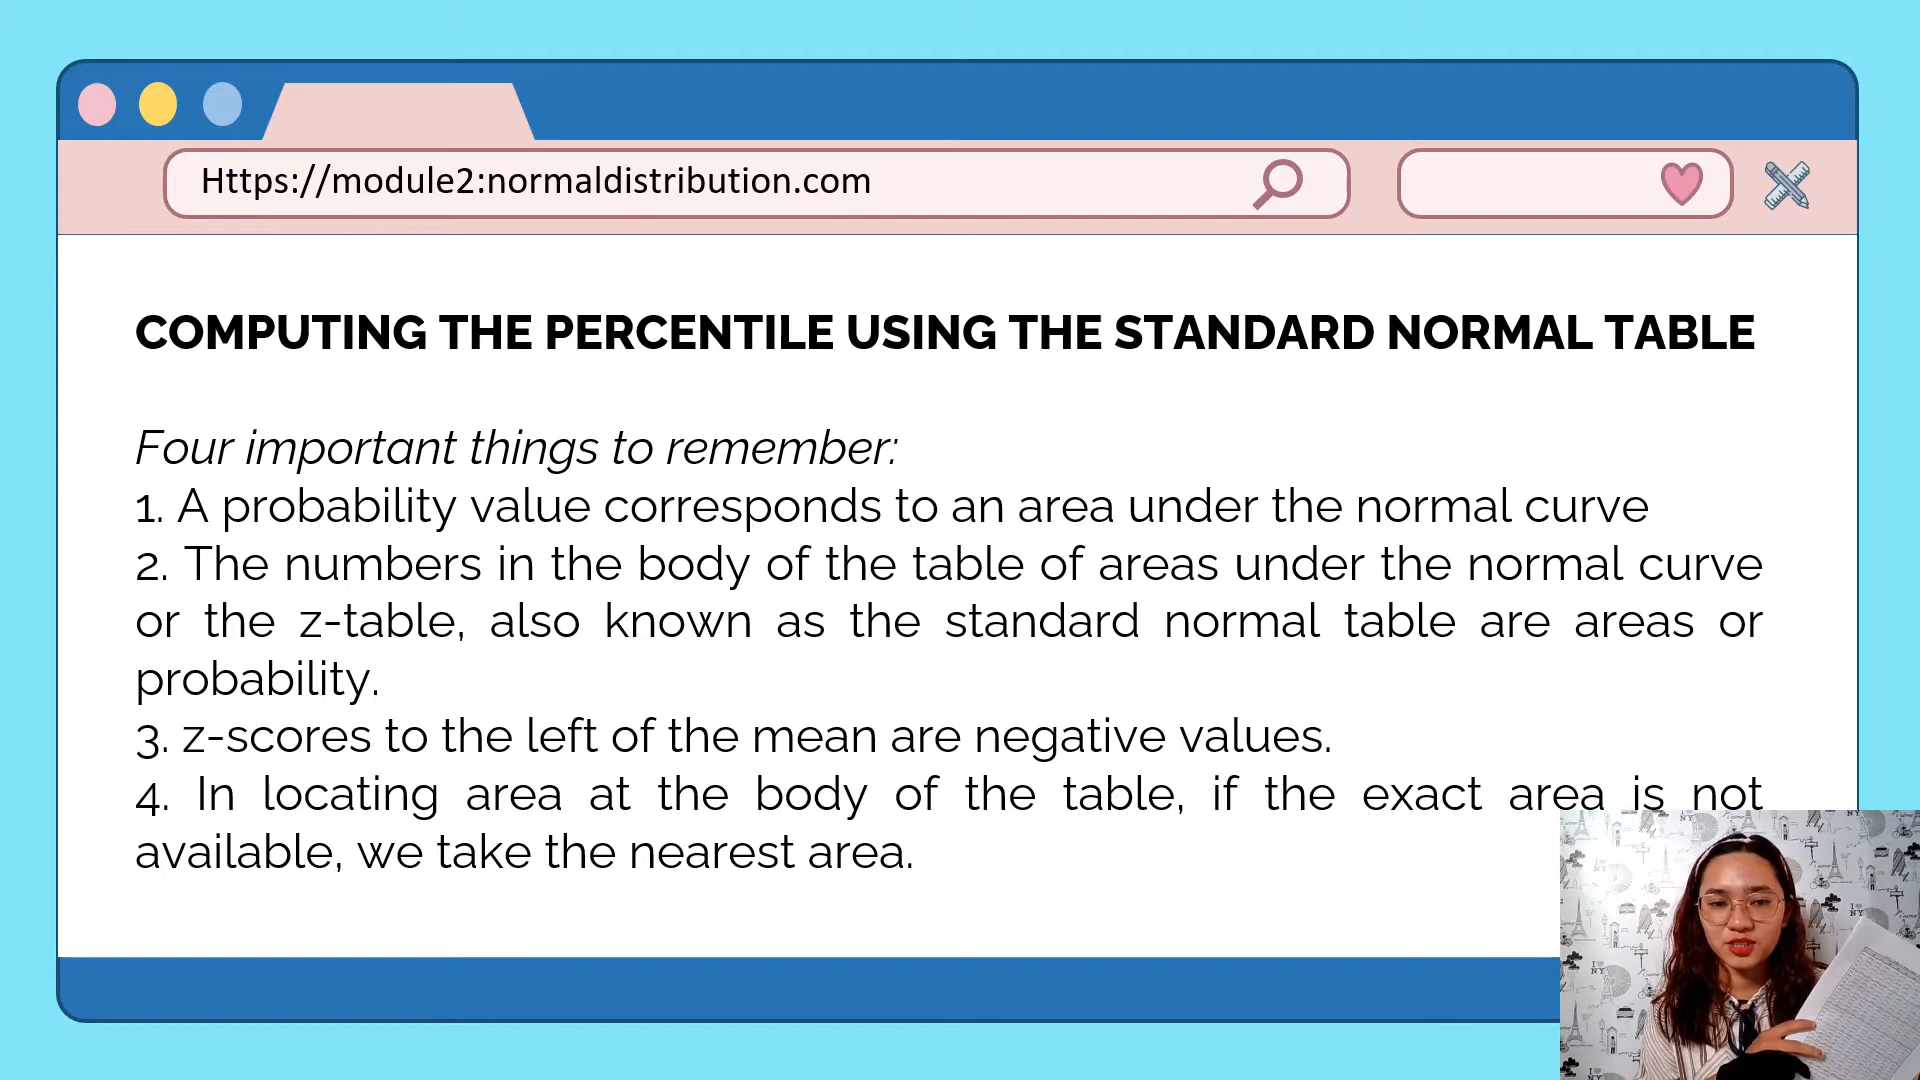 Https://module2:normaldistribution.com
COMPUTING THE PERCENTILE USING THE STANDARD NORMAL TABLE
Four important things to remember:
1. A probability value corresponds to an area under the normal curve
2. The numbers in the body of the table of areas under the normal curve
or the z-table, also known as the standard normal table are areas or
probability.
3. z-scores to the left of the mean are negative values.
4. In locating area at the body of the table, if the exact area is not
available, we take the nearest area.